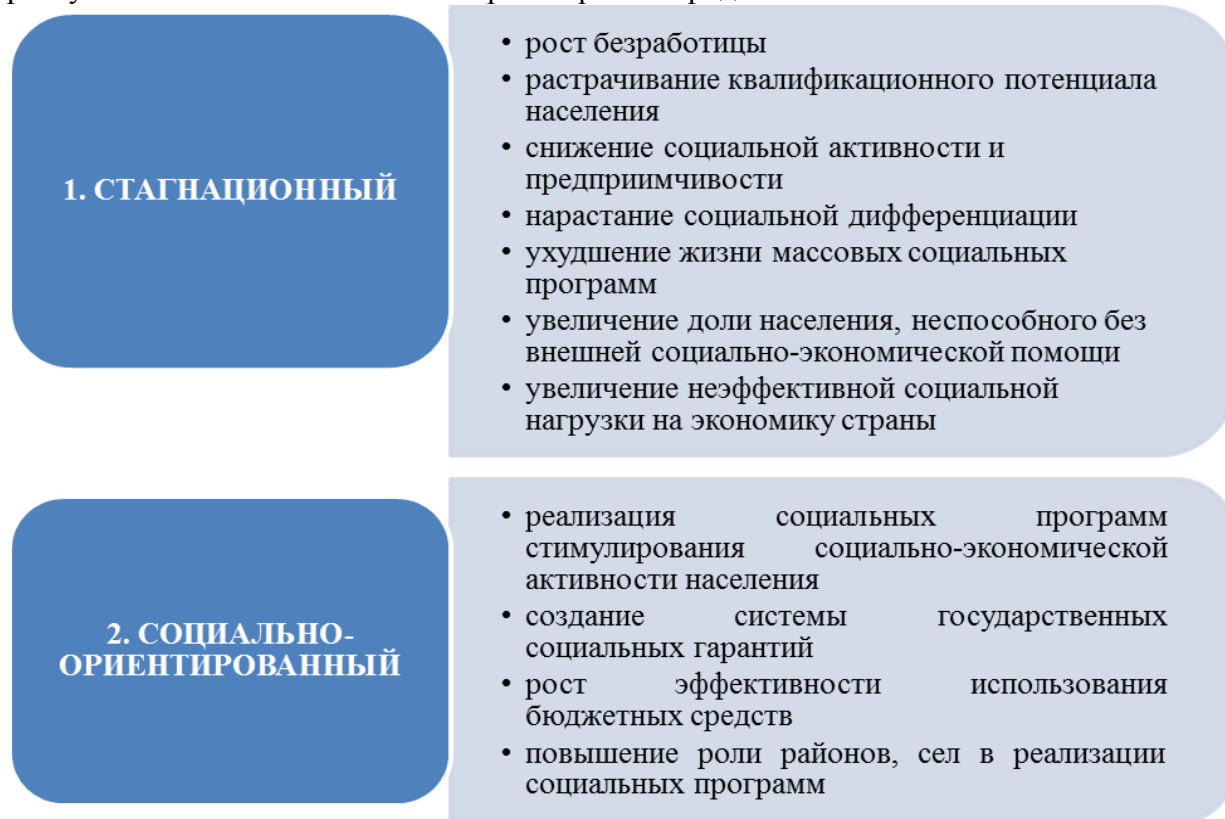 1. СТАГНАЦИОННЫЙ
• рост безработицы
• растрачивание квалификационного потенциала
населения
• снижение социальной активности и
предприимчивости
• нарастание социальной дифференциации
• ухудшение жизни массовых социальных
программ
• увеличение доли населения, неспособного без
внешней социально-экономической помощи
• увеличение неэффективной социальной
нагрузки на экономику страны
2. СОЦИАЛЬНО-
ОРИЕНТИРОВАННЫЙ
• реализация социальных программ
стимулирования социально-экономической
активности населения
• создание системы государственных
социальных гарантий
• рост эффективности использования
бюджетных средств
• повышение роли районов, сел в реализации
социальных программ